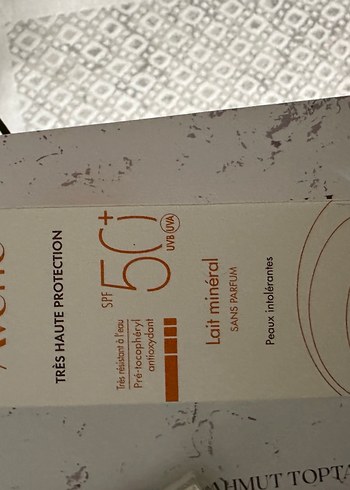 TRÈS HAUTE PROTECTION
SPF
50+
UVB UVA
Très résistant à l'eau
Pré-tocophéryl
antioxydant
Lait minéral
SANS PARFUM
Peaux intolérantes
AHMUT TOPTA